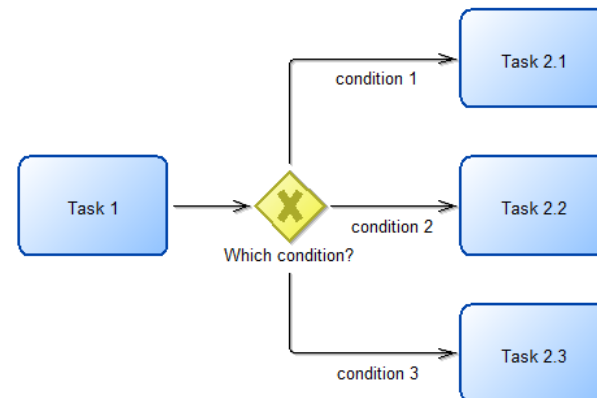 condition 1
Task 2.1
Task 1
condition 2
Task 2.2
Which condition?
condition 3
Task 2.3